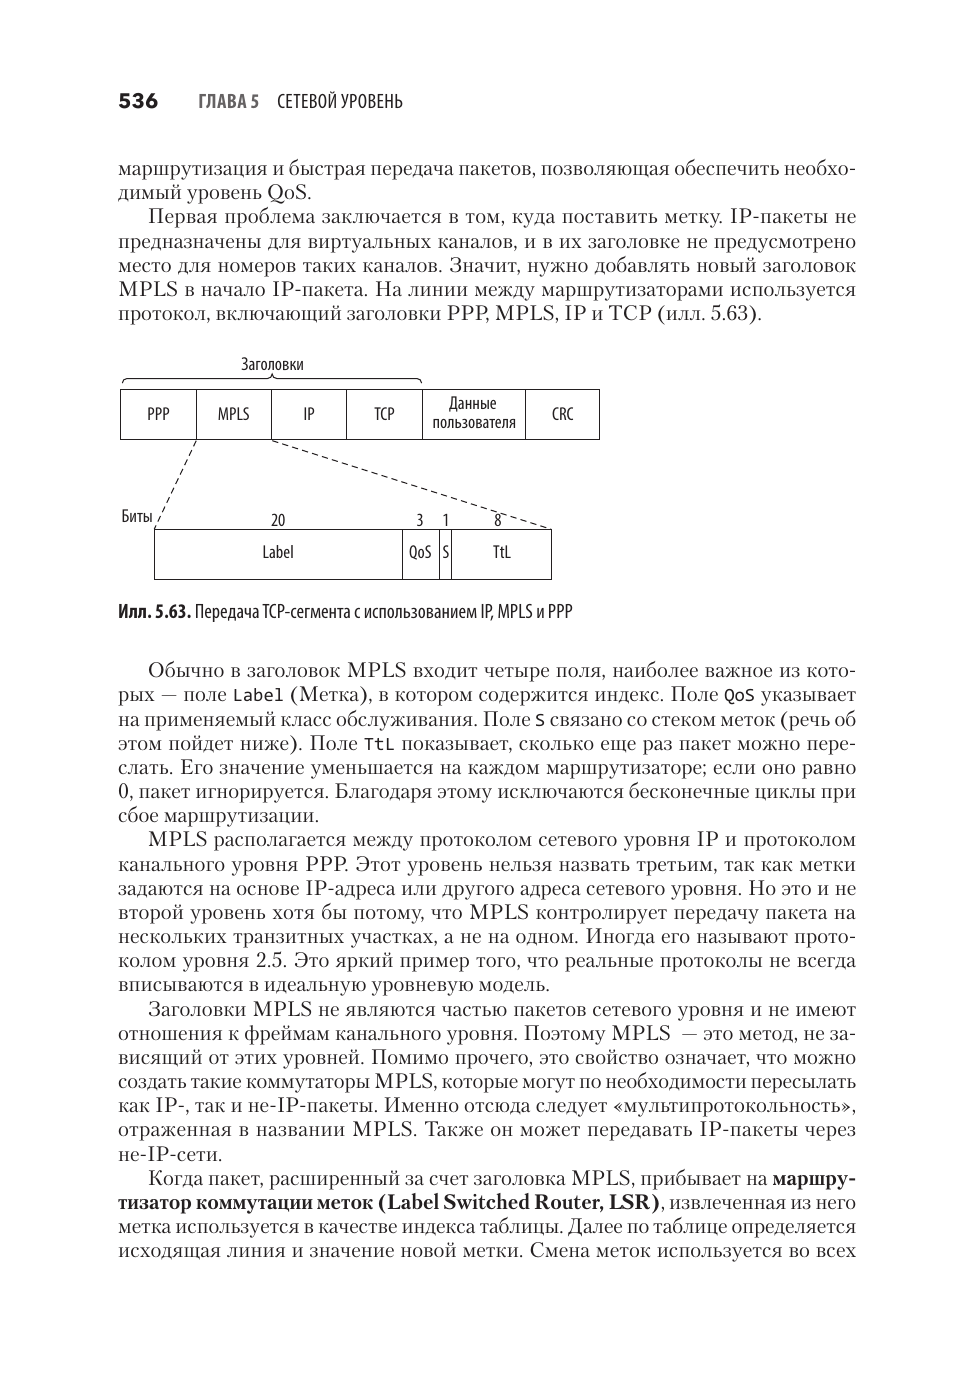 536 ГЛАВА 5 СЕТЕВОЙ УРОВЕНЬ
маршрутизация и быстрая передача пакетов, позволяющая обеспечить необхо-
димый уровень QoS.
Первая проблема заключается в том, куда поставить метку. IP-пакеты не
предназначены для виртуальных каналов, и в их заголовке не предусмотрено
место для номеров таких каналов. Значит, нужно добавлять новый заголовок
MPLS в начало IP-пакета. На линии между маршрутизаторами используется
протокол, включающий заголовки PPP, MPLS, IP и TCP (илл. 5.63).
Заголовки
PPP MPLS IP TCP Данные CRC
пользователя
Биты 20 3 1 8
Label QoS S TtL
Илл. 5.63. Передача TCP-сегмента с использованием IP, MPLS и PPP
Обычно в заголовок MPLS входит четыре поля, наиболее важное из кото-
рых — поле Label (Метка), в котором содержится индекс. Поле QoS указывает
на применяемый класс обслуживания. Поле S связано со стеком меток (речь об
этом пойдет ниже). Поле TtL показывает, сколько еще раз пакет можно пере-
слать. Его значение уменьшается на каждом маршрутизаторе; если оно равно
0, пакет игнорируется. Благодаря этому исключаются бесконечные циклы при
сбое маршрутизации.
MPLS располагается между протоколом сетевого уровня IP и протоколом
канального уровня PPP. Этот уровень нельзя назвать третьим, так как метки
задаются на основе IP-адреса или другого адреса сетевого уровня. Но это и не
второй уровень хотя бы потому, что MPLS контролирует передачу пакета на
нескольких транзитных участках, а не на одном. Иногда его называют прото-
колом уровня 2.5. Это яркий пример того, что реальные протоколы не всегда
вписываются в идеальную уровневую модель.
Заголовки MPLS не являются частью пакетов сетевого уровня и не имеют
отношения к фреймам канального уровня. Поэтому MPLS — это метод, не за-
висящий от этих уровней. Помимо прочего, это свойство означает, что можно
создать такие коммутаторы MPLS, которые могут по необходимости пересылать
как IP-, так и не-IP-пакеты. Именно отсюда следует «мультипротокольность»,
отраженная в названии MPLS. Также он может передавать IP-пакеты через
не-IP-сети.
Когда пакет, расширенный за счет заголовка MPLS, прибывает на маршру-
тизатор коммутации меток (Label Switched Router, LSR), извлеченная из него
метка используется в качестве индекса таблицы. Далее по таблице определяется
исходящая линия и значение новой метки. Смена меток используется во всех